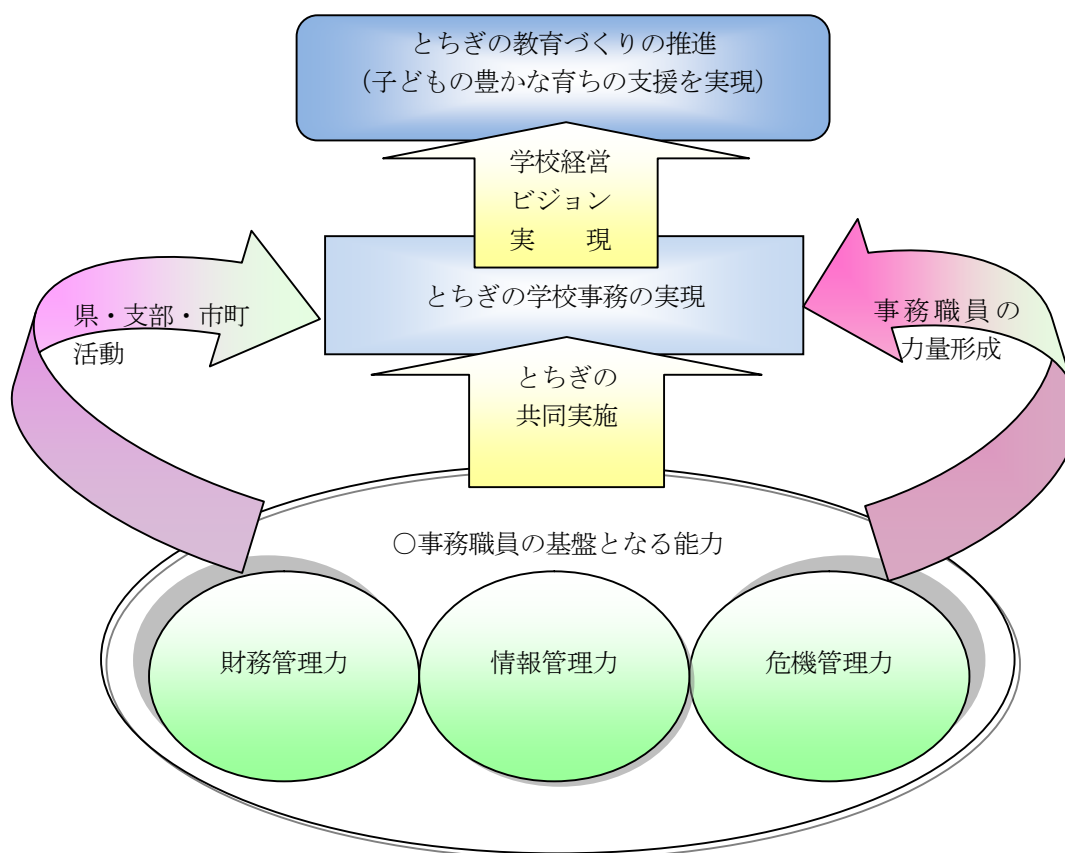 とちぎの教育づくりの推進
（子どもの豊かな育ちの支援を実現）
学校経営
ビジョン
実　　現
とちぎの学校事務の実現
県・支部・市町
活動
事務職員の
力量形成
とちぎの
共同実施
○事務職員の基盤となる能力
財務管理力
情報管理力
危機管理力